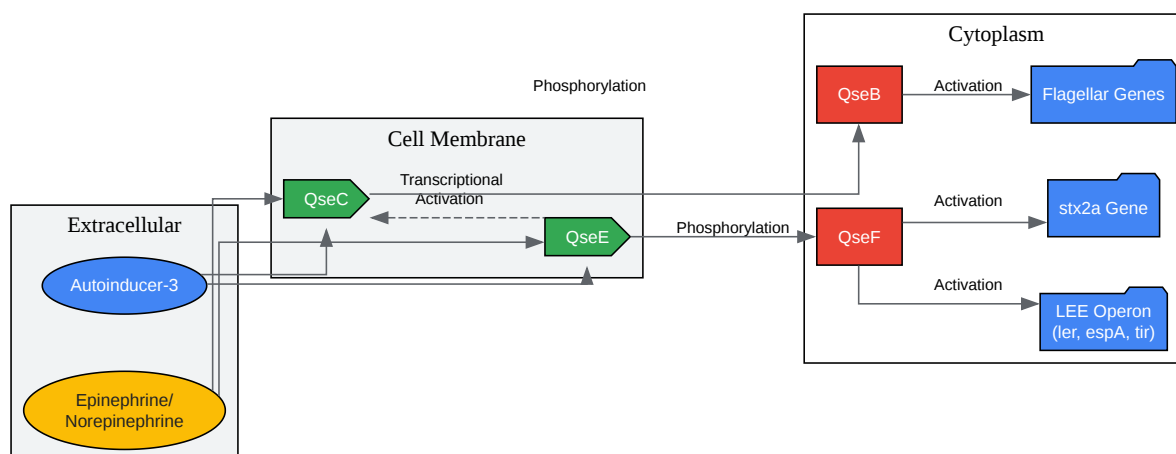 Extracellular
Autoinducer-3
Epinephrine/
Norepinephrine
Cell Membrane
QseC
Transcriptional
Activation
QseE
Phosphorylation
Phosphorylation
Cytoplasm
QseB
Activation
Flagellar Genes
QseF
Activation
stx2a Gene
Activation
LEE Operon
(ler, espA, tir)